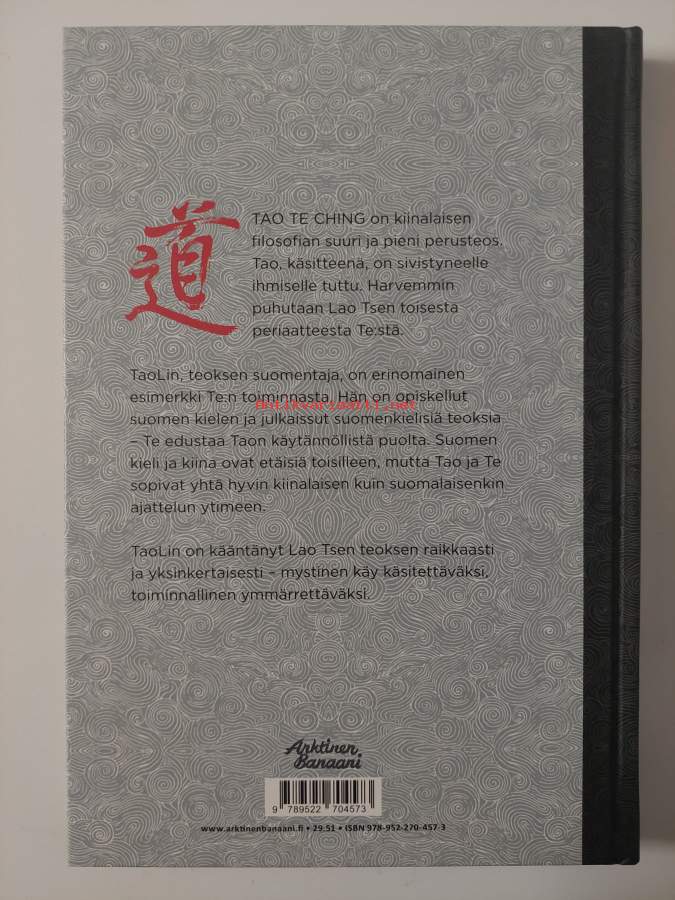 道
TAO TE CHING on kiinalaisen
filosofian suuri ja pieni perusteos.
Tao, käsitteenä, on sivistyneelle
ihmiselle tuttu. Harvemmin
puhutaan Lao Tsen toisesta
periaatteesta Te:stä.
TaoLin, teoksen suomentaja, on erinomainen
esimerkki Te:n toiminnasta. Hän on opiskellut
Antikvariaatti.net
suomen kielen ja julkaissut suomenkielisiä teoksia
– Te edustaa Taon käytännöllistä puolta. Suomen
kieli ja kiina ovat etäisiä toisilleen, mutta Tao ja Te
sopivat yhtä hyvin kiinalaisen kuin suomalaisenkin
ajattelun ytimeen.
TaoLin on kääntänyt Lao Tsen teoksen raikkaasti
ja yksinkertaisesti – mystinen käy käsitettäväksi,
toiminnallinen ymmärrettäväksi.
Arktinen
Banaani
9 789522 704573
www.arktinenbanaani.fi • 29.51 • ISBN 978-952-270-457-3